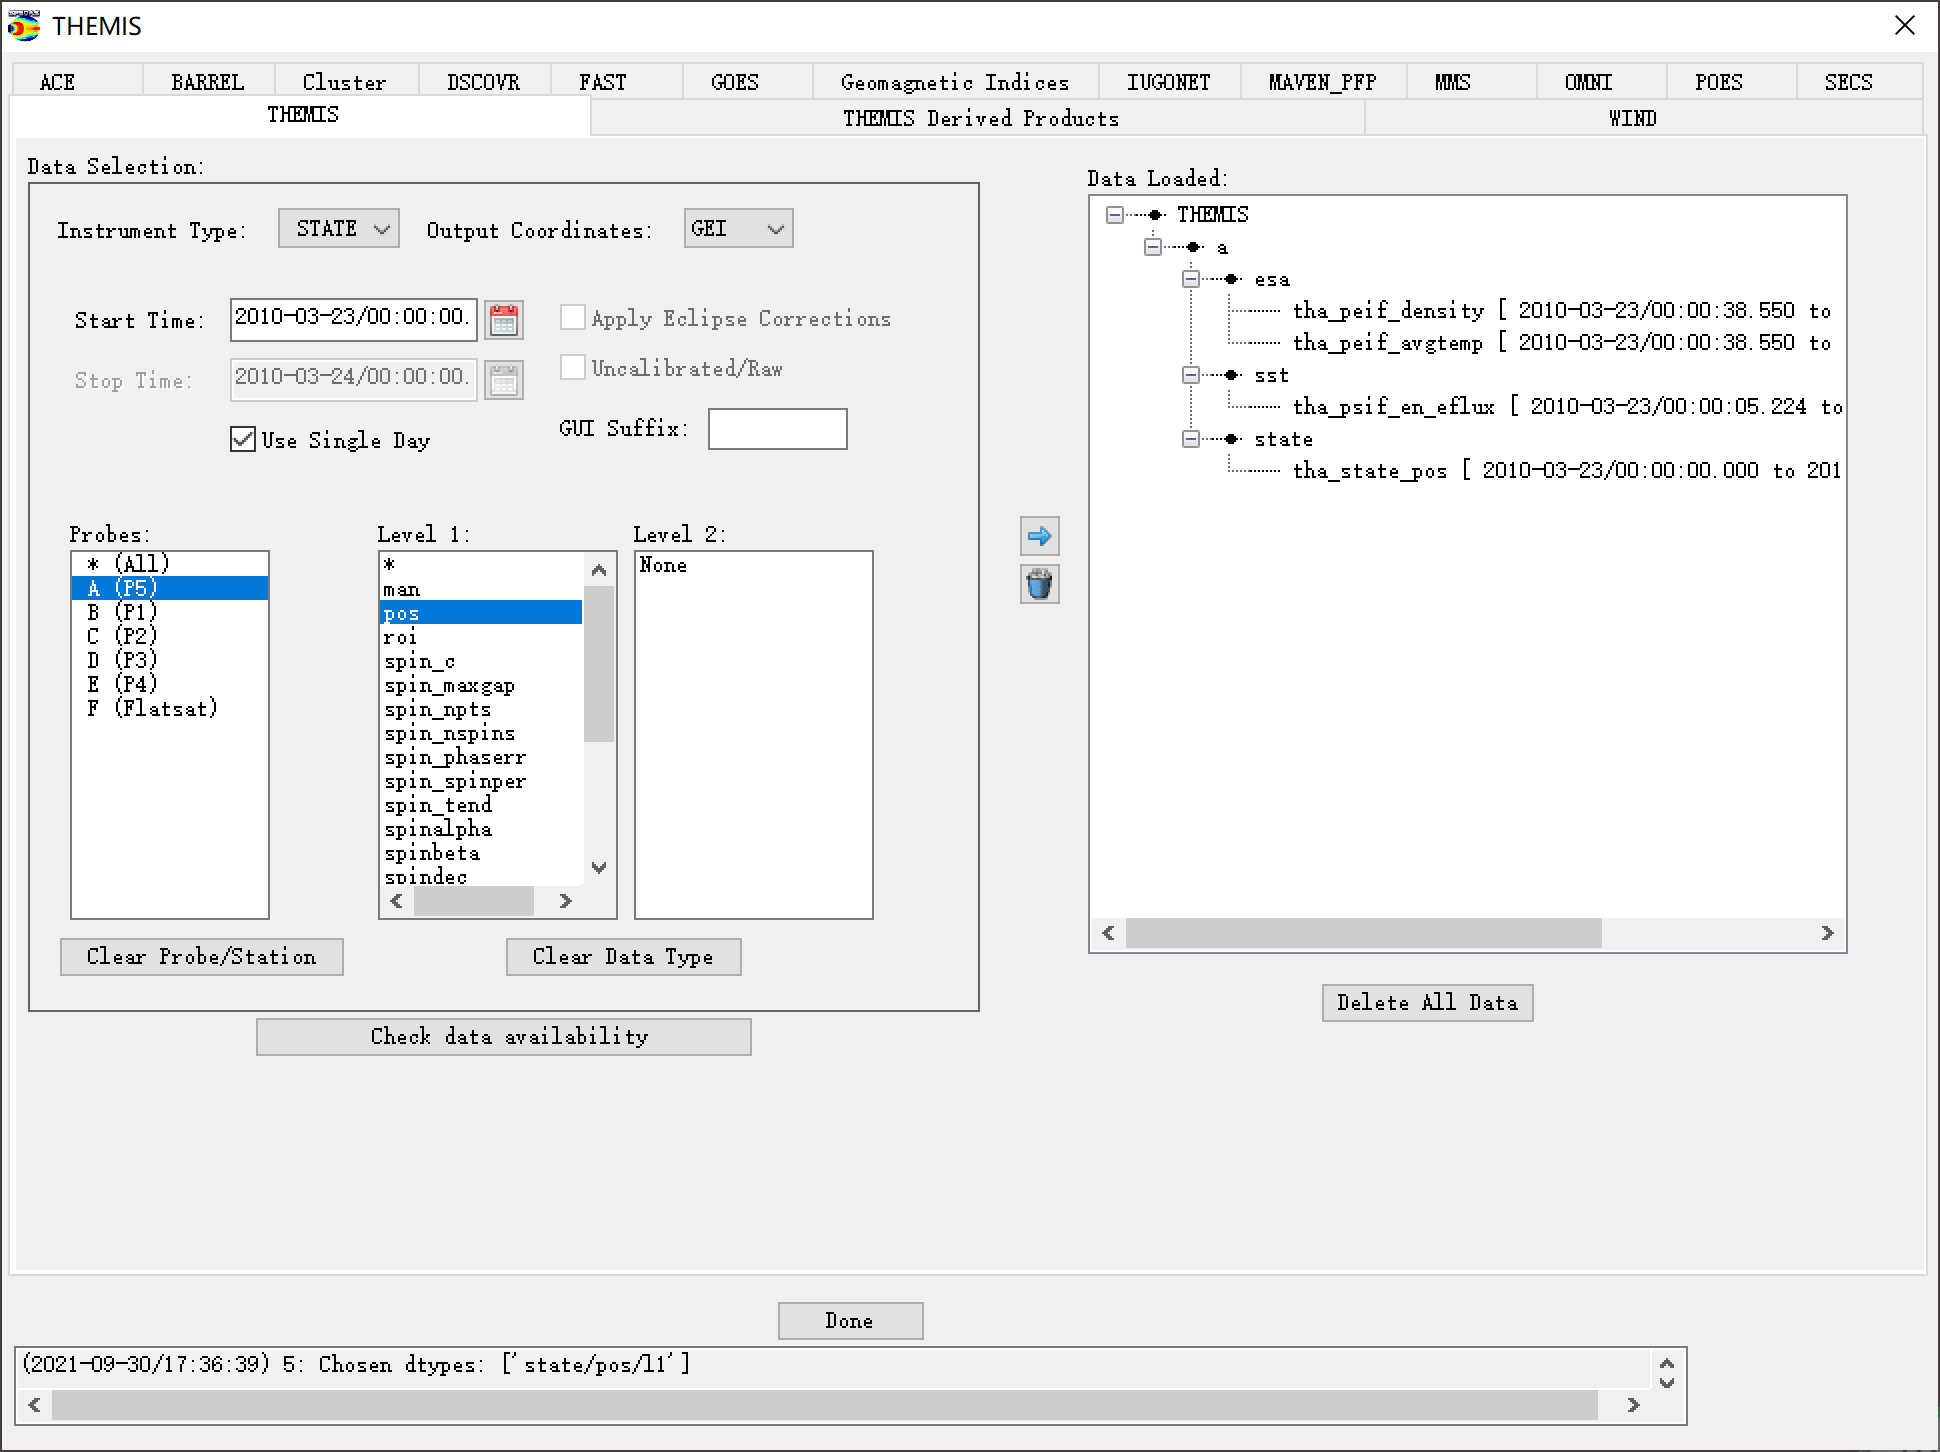 THEMIS
ACE BARREL Cluster DSCOVR FAST GOES Geomagnetic Indices IUGONET MAVEN_PFP MMS OMNI POES SECS
THEMIS THEMIS Derived Products WIND
Data Selection:
Instrument Type: STATE Output Coordinates: GEI
Start Time: 2010-03-23/00:00:00. Apply Eclipse Corrections
Stop Time: 2010-03-24/00:00:00. Uncalibrated/Raw
Use Single Day GUI Suffix:
Probes:
* (All)
A (P5)
B (P1)
C (P2)
D (P3)
E (P4)
F (Flatsat)
Level 1:
*
man
pos
roi
spin_c
spin_maxgap
spin_npts
spin_nspins
spin_phaserr
spin_spinper
spin_tend
spinalpha
spinbeta
spindec
Level 2:
None
Clear Probe/Station Clear Data Type
Check data availability
Data Loaded:
THEMIS
a
esa
tha_peif_density [ 2010-03-23/00:00:38.550 to
tha_peif_avgtemp [ 2010-03-23/00:00:38.550 to
sst
tha_psif_en_eflux [ 2010-03-23/00:00:05.224 to
state
tha_state_pos [ 2010-03-23/00:00:00.000 to 201
Delete All Data
Done
(2021-09-30/17:36:39) 5: Chosen dtypes: ['state/pos/l1']